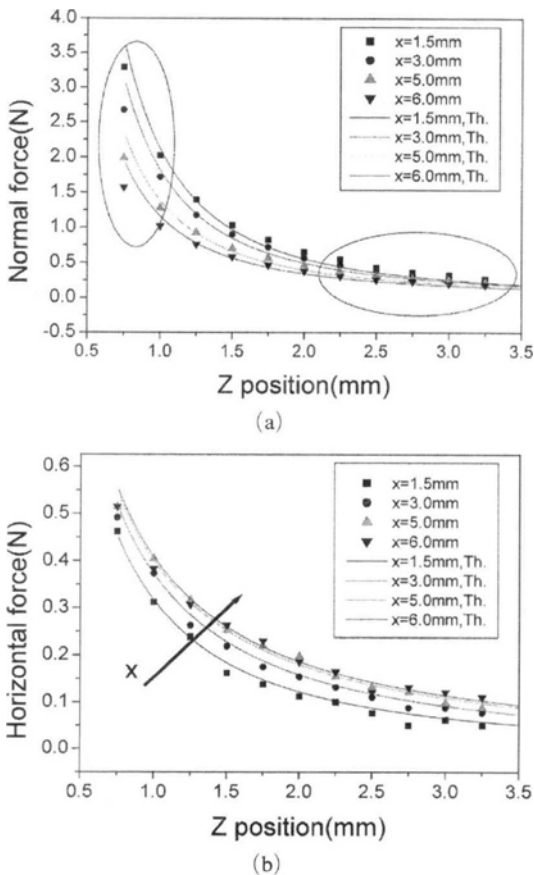 4.0
3.5
3.0
2.5
2.0
1.5
1.0
0.5
0.0
-0.5
Normal force(N)
x=1.5mm
x=3.0mm
x=5.0mm
x=6.0mm
x=1.5mm,Th.
x=3.0mm,Th.
x=5.0mm,Th.
x=6.0mm,Th.
0.5 1.0 1.5 2.0 2.5 3.0 3.5
Z position(mm)
(a)
0.6
0.5
0.4
0.3
0.2
0.1
0.0
Horizontal force(N)
x=1.5mm
x=3.0mm
x=5.0mm
x=6.0mm
x=1.5mm,Th.
x=3.0mm,Th.
x=5.0mm,Th.
x=6.0mm,Th.
X
0.5 1.0 1.5 2.0 2.5 3.0 3.5
Z position(mm)
(b)